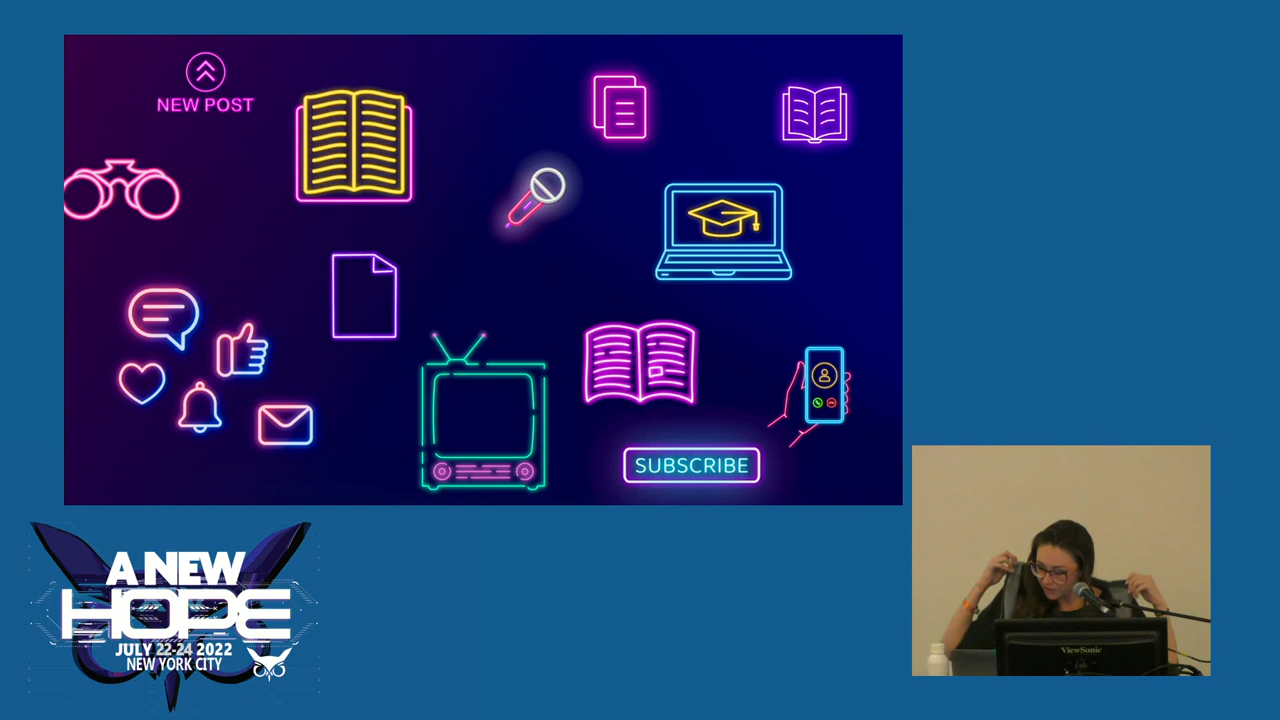 NEW POST
SUBSCRIBE
A NEW
HOPE
JULY 22-24 2022
NEW YORK CITY
ViewSonic